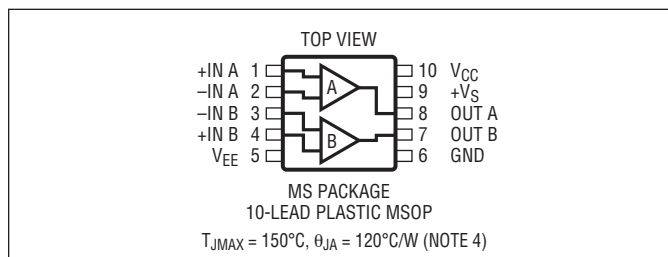 TOP VIEW
+IN A 1 10 VCC
–IN A 2 9 +VS
–IN B 3 8 OUT A
+IN B 4 7 OUT B
VEE 5 6 GND
A
B
MS PACKAGE
10-LEAD PLASTIC MSOP
TJMAX = 150°C, θJA = 120°C/W (NOTE 4)